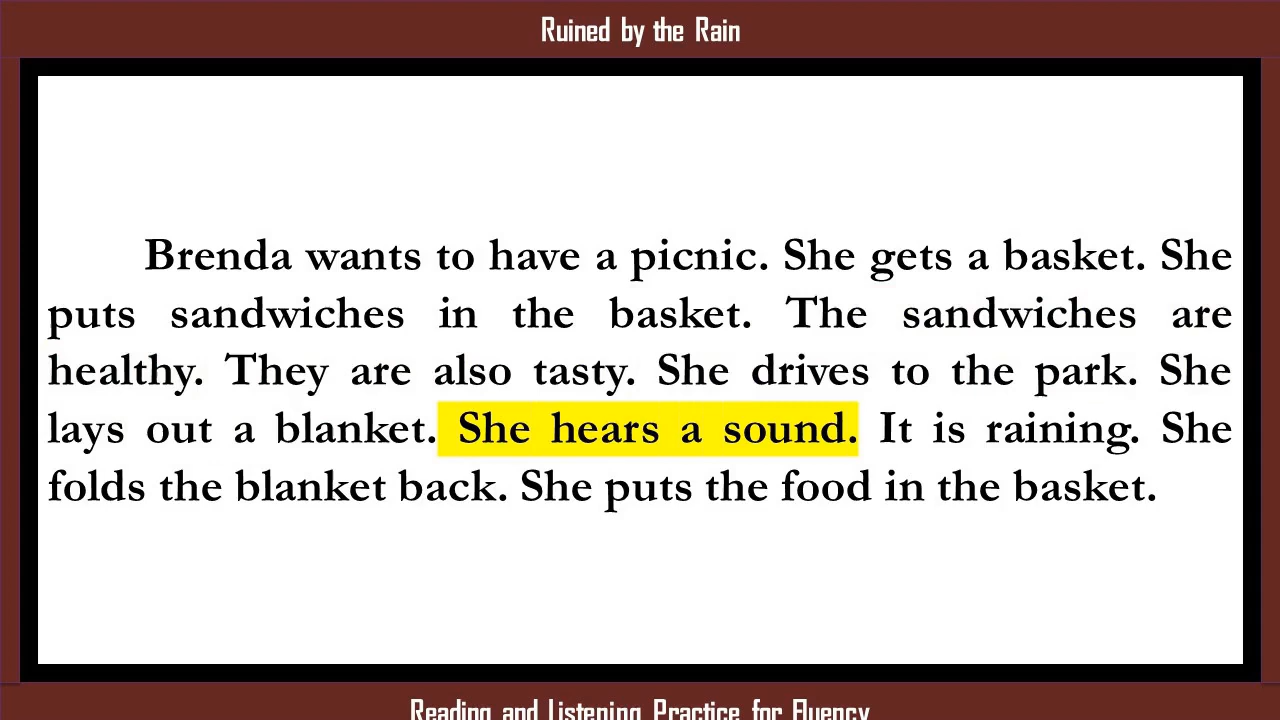 Ruined by the Rain
Brenda wants to have a picnic. She gets a basket. She
puts sandwiches in the basket. The sandwiches are
healthy. They are also tasty. She drives to the park. She
lays out a blanket. She hears a sound. It is raining. She
folds the blanket back. She puts the food in the basket.
Reading and Listening Practice for Fluency